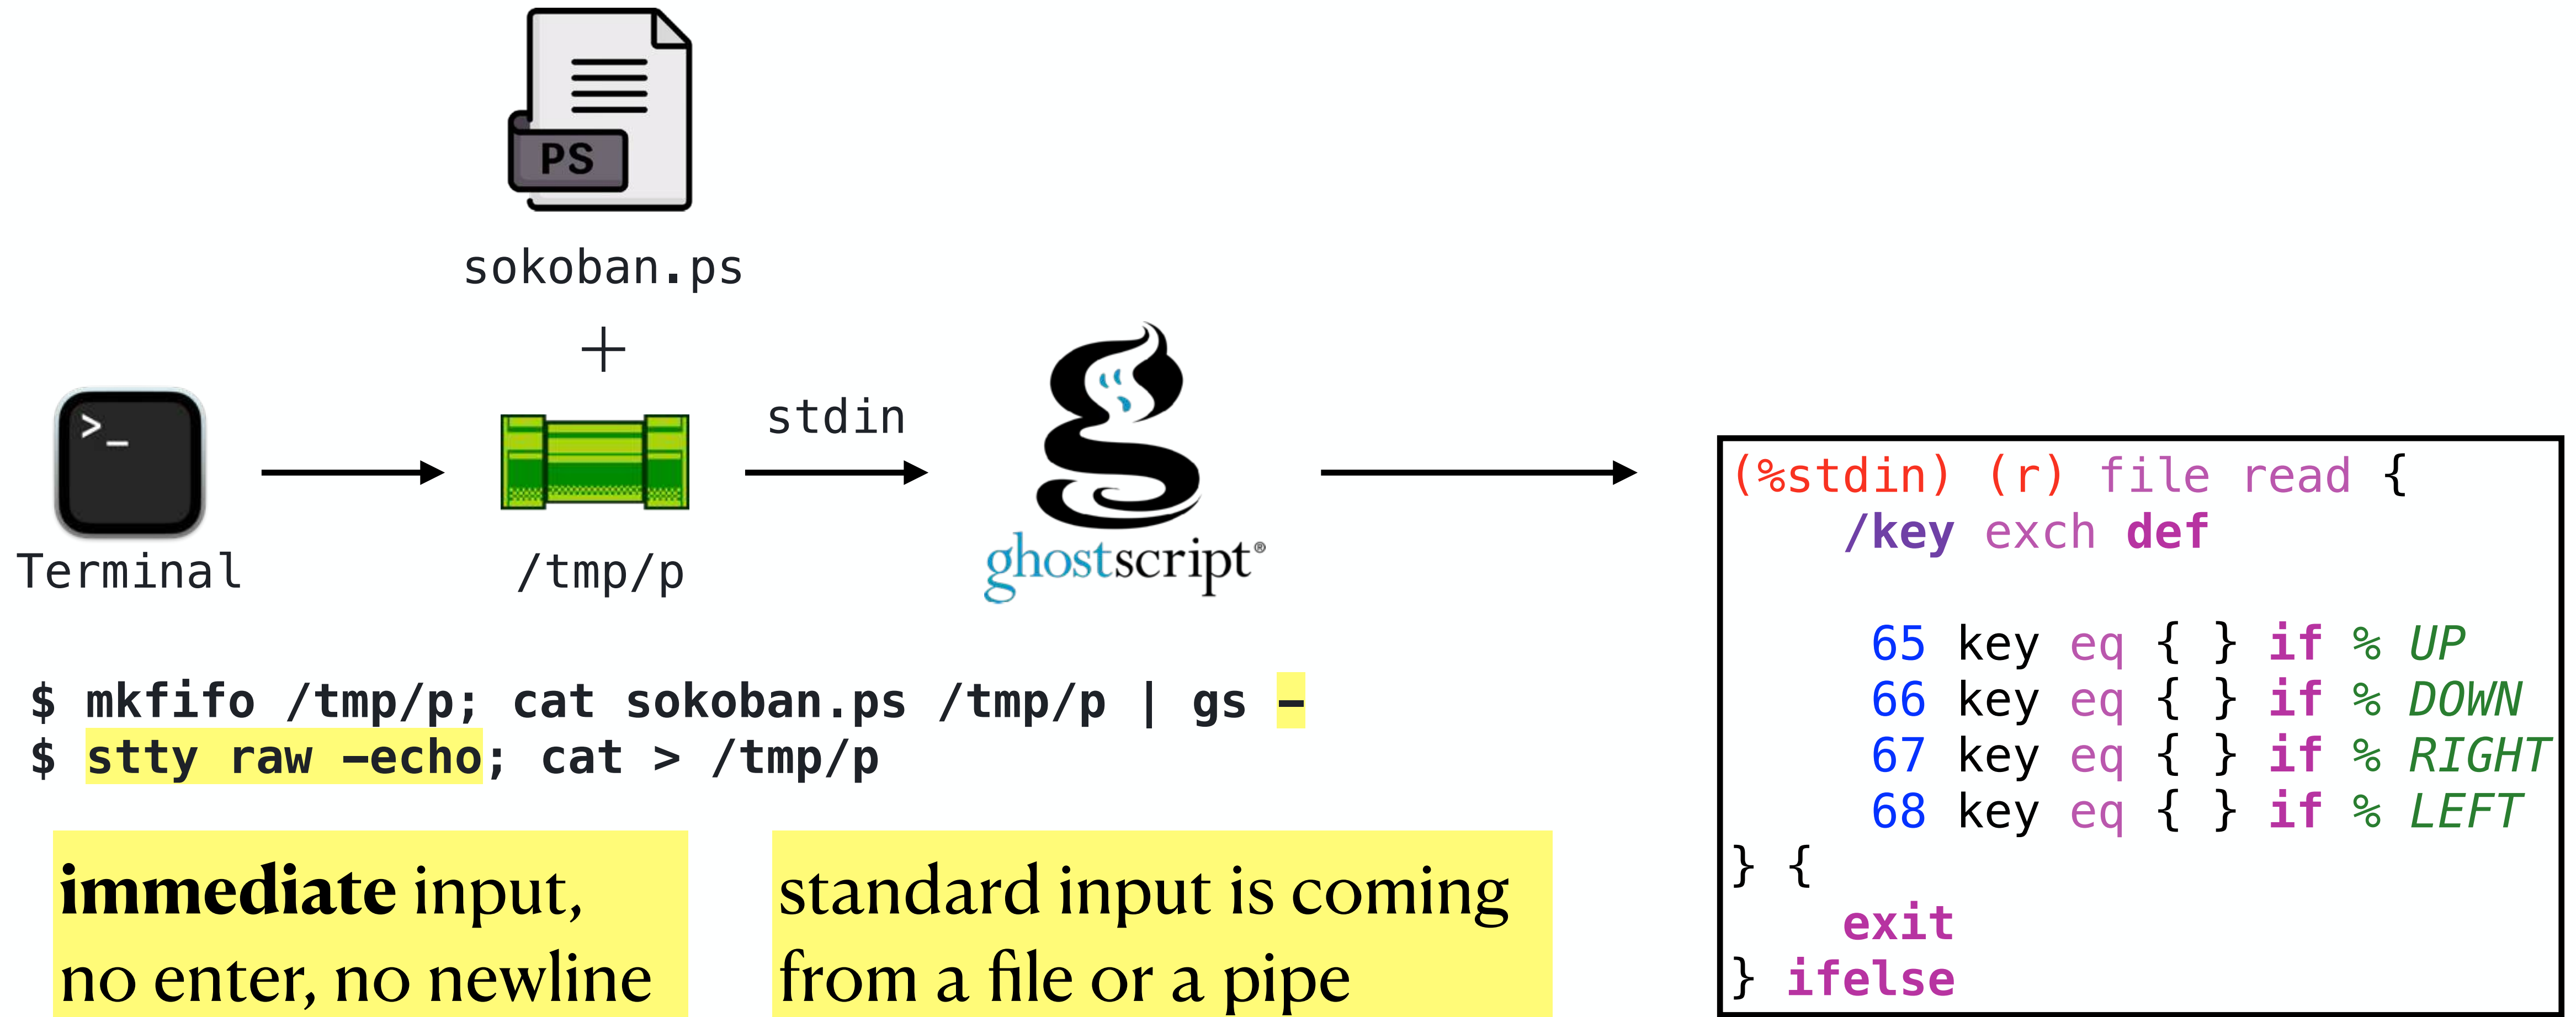 PS
sokoban.ps
+
>_
stdin
Terminal
/tmp/p
ghostscript®
$ mkfifo /tmp/p; cat sokoban.ps /tmp/p | gs -
$ stty raw -echo; cat > /tmp/p
immediate input,
no enter, no newline
standard input is coming
from a file or a pipe
(%stdin) (r) file read {
    /key exch def

     65 key eq { } if % UP
     66 key eq { } if % DOWN
     67 key eq { } if % RIGHT
     68 key eq { } if % LEFT
} {
    exit
} ifelse